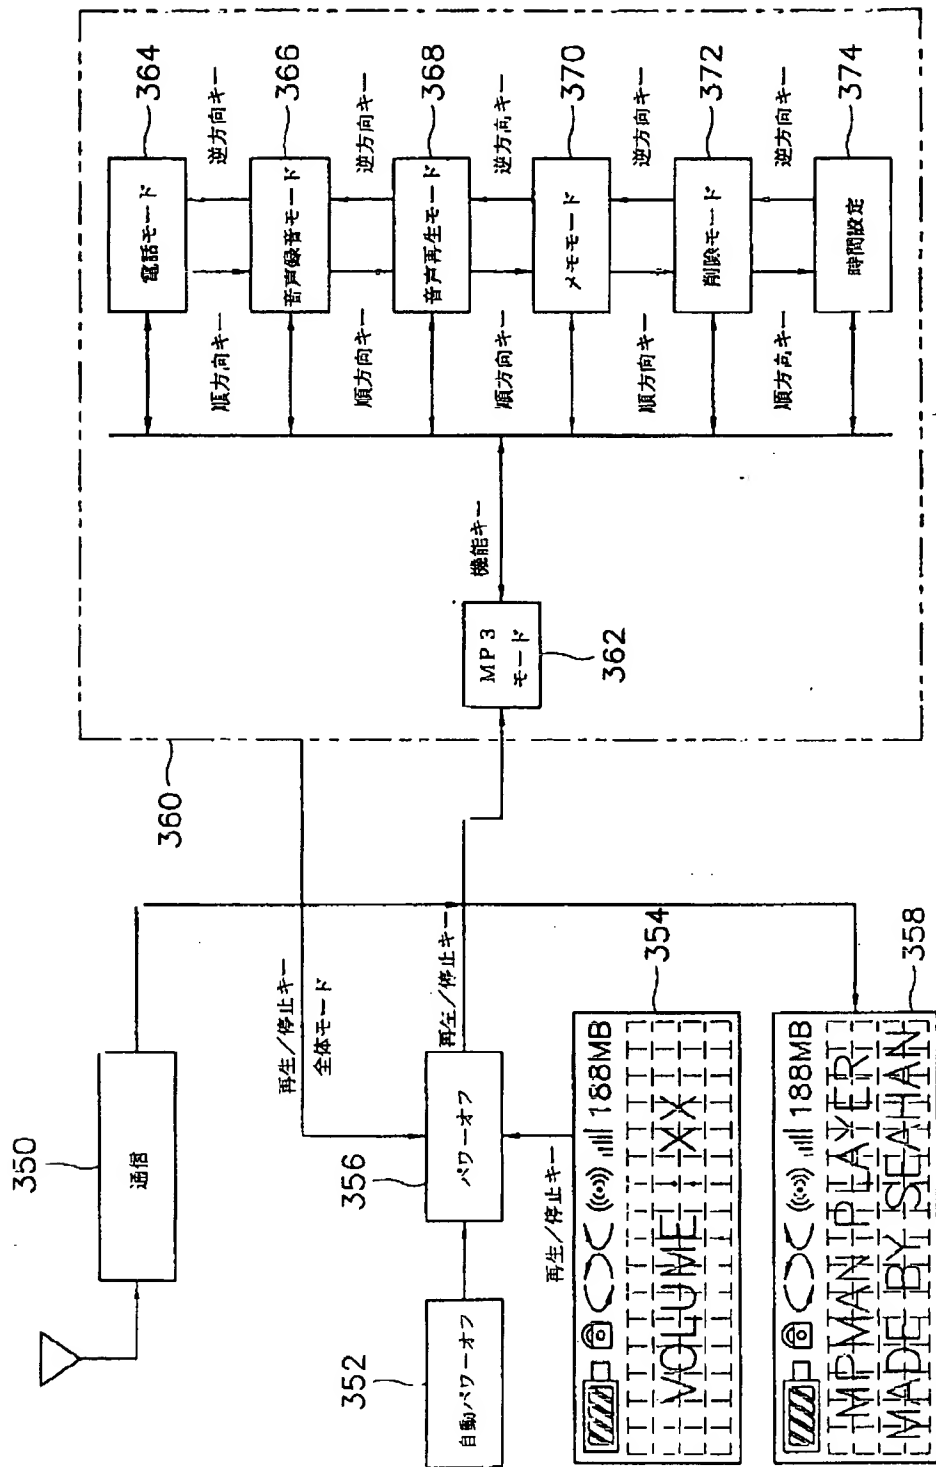 350
通信
352
自動パワーオフ
356
パワーオフ
再生／停止キー
全体モード
再生／停止キー
再生／停止キー
354
188MB
VOLUME : XX
358
188MB
MPMAN PLAYER
MADE BY SEAHAN
360
MP3
モード
362
機能キー
電話モード
364
順方向キー
逆方向キー
音声録音モード
366
順方向キー
逆方向キー
音声再生モード
368
順方向キー
逆方高キー
メモモード
370
順方向キー
逆方向キー
削除モード
372
順方高キー
逆方向キー
時間設定
374